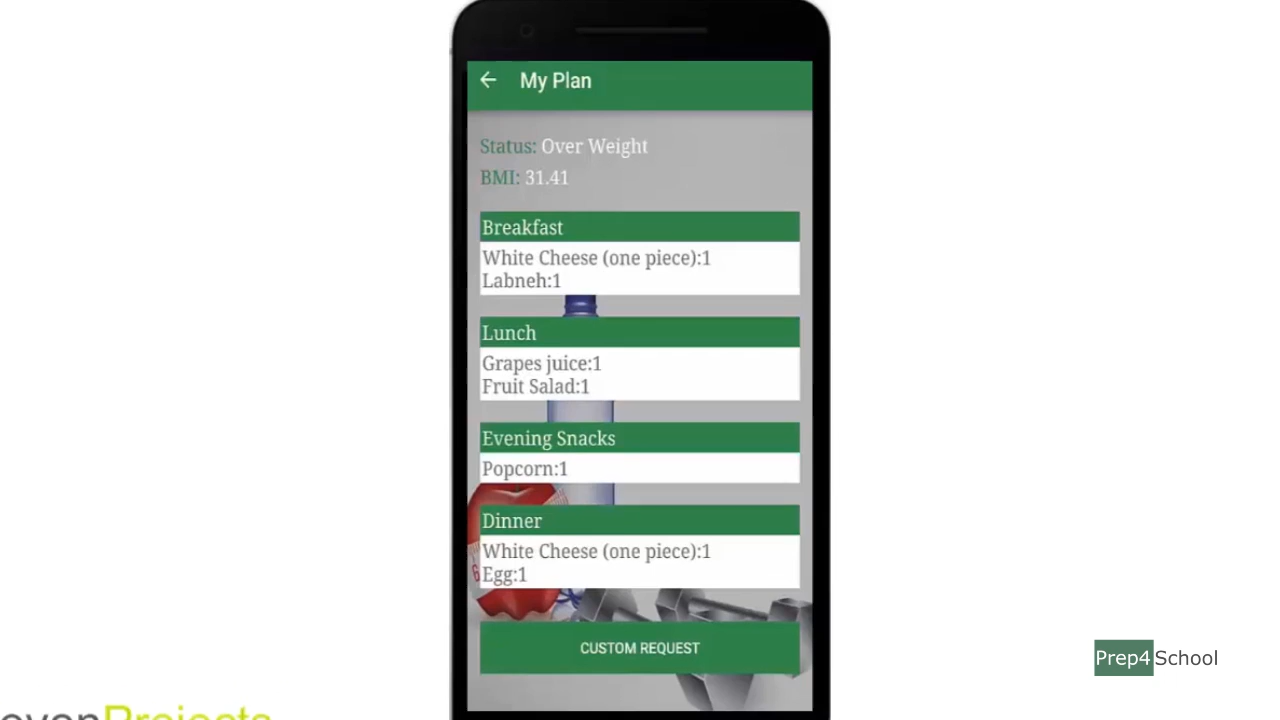 My Plan
Status: Over Weight
BMI: 31.41
Breakfast
White Cheese (one piece):1
Labneh:1
Lunch
Grapes juice:1
Fruit Salad:1
Evening Snacks
Popcorn:1
Dinner
White Cheese (one piece):1
Egg:1
CUSTOM REQUEST
Prep4School
Projects